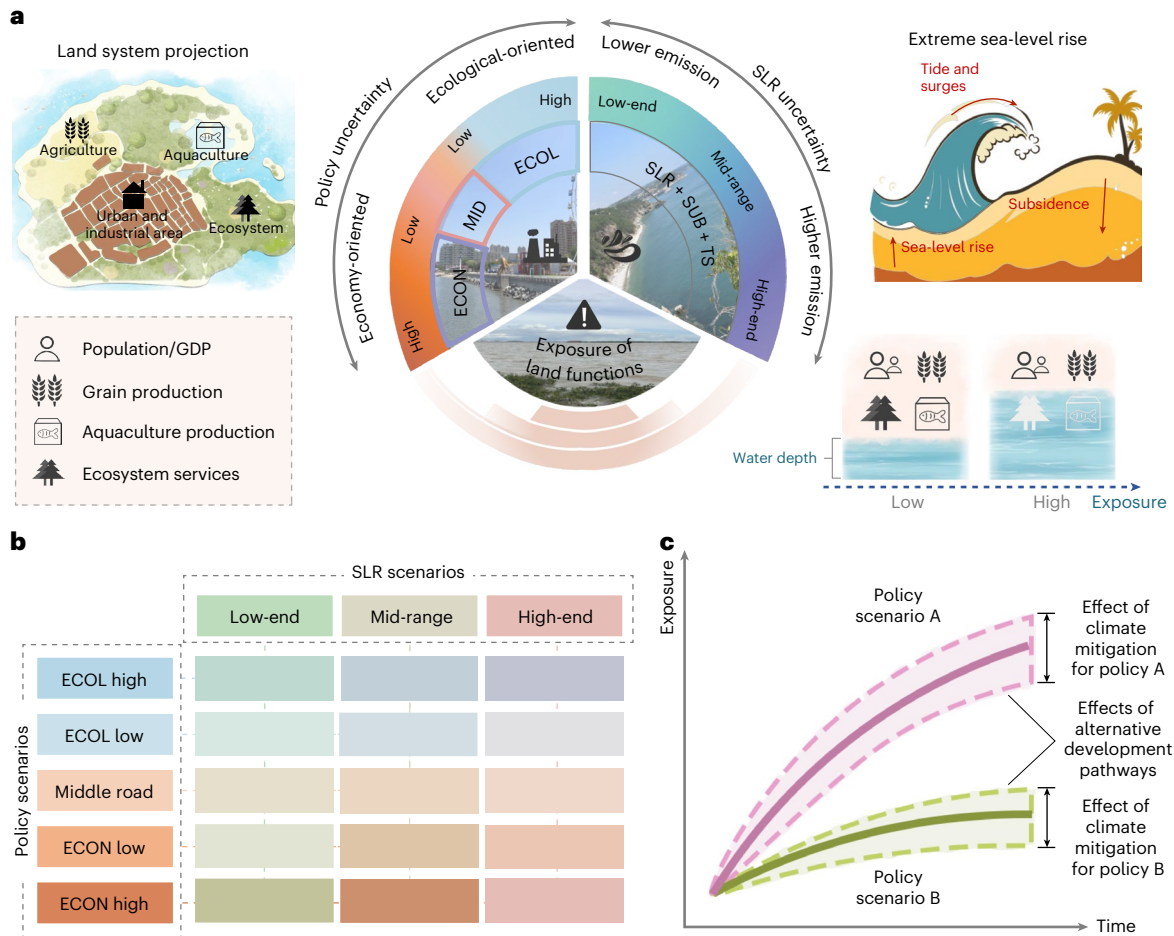 a
Land system projection
Agriculture
Aquaculture
Urban and
industrial area
Ecosystem
Population/GDP
Grain production
Aquaculture production
Ecosystem services
Policy uncertainty
Ecological-oriented
Economy-oriented
Lower emission
SLR uncertainty
Higher emission
High
Low
Low
High
ECOL
MID
ECON
Low-end
Mid-range
High-end
SLR + SUB + TS
Exposure of
land functions
Extreme sea-level rise
Tide and
surges
Subsidence
Sea-level rise
Water depth
Low
High
Exposure
b
SLR scenarios
Low-end
Mid-range
High-end
Policy scenarios
ECOL high
ECOL low
Middle road
ECON low
ECON high
c
Exposure
Policy
scenario A
Policy
scenario B
Effect of
climate
mitigation
for policy A
Effects of
alternative
development
pathways
Effect of
climate
mitigation
for policy B
Time